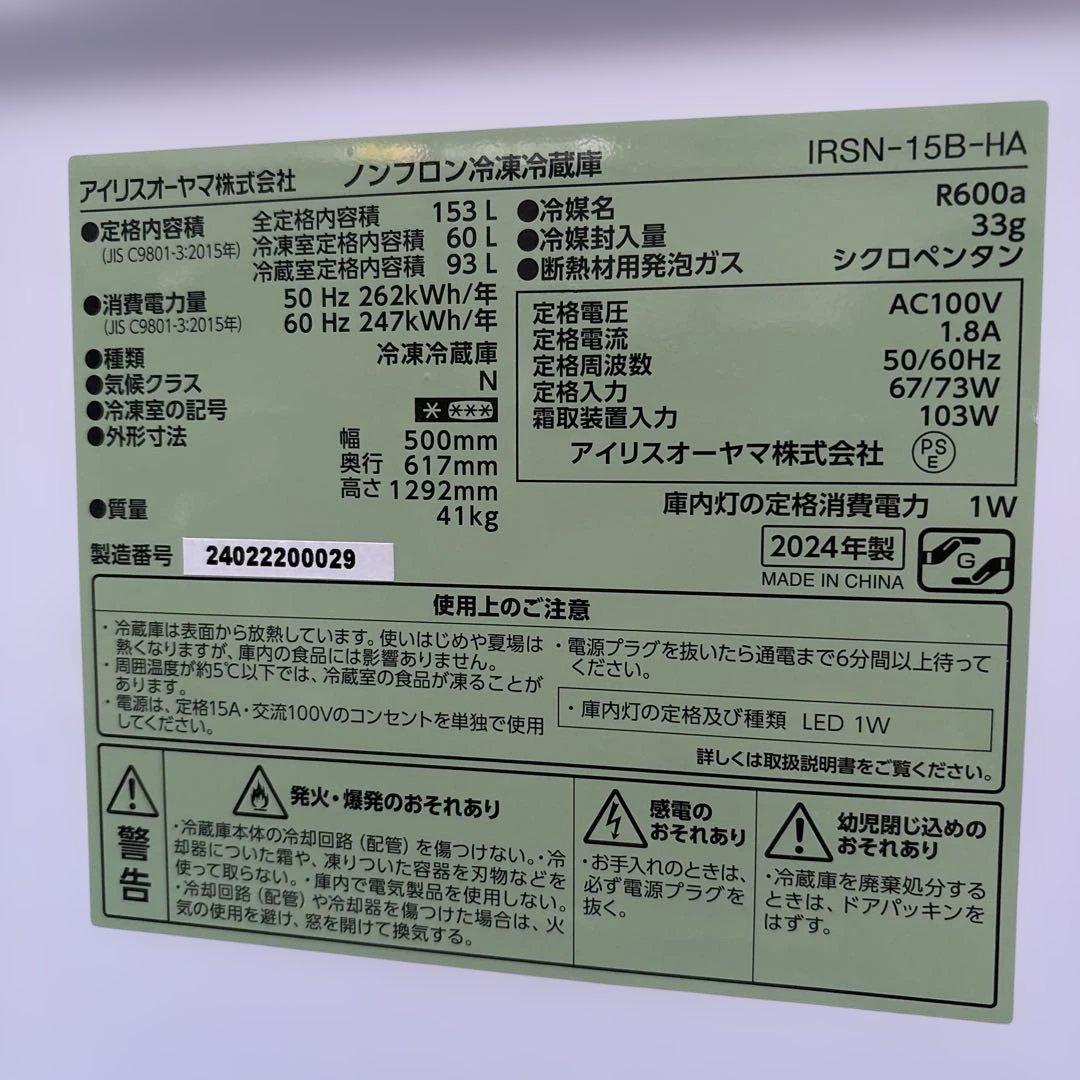 アイリスオーヤマ株式会社 ノンフロン冷凍冷蔵庫 IRSN-15B-HA
●定格内容積 全定格内容積 153 L
(JIS C9801-3:2015年) 冷凍室定格内容積 60 L
冷蔵室定格内容積 93 L
●消費電力量 50 Hz 262kWh/年
(JIS C9801-3:2015年) 60 Hz 247kWh/年
●種類 冷凍冷蔵庫
●気候クラス N
●冷凍室の記号 * ***
●外形寸法 幅 500mm
奥行 617mm
高さ 1292mm
●質量 41kg
製造番号 24022200029
●冷媒名 R600a
●冷媒封入量 33g
●断熱材用発泡ガス シクロペンタン
定格電圧 AC100V
定格電流 1.8A
定格周波数 50/60Hz
定格入力 67/73W
霜取装置入力 103W
アイリスオーヤマ株式会社 PSE
庫内灯の定格消費電力 1W
2024年製
MADE IN CHINA
G
使用上のご注意
・冷蔵庫は表面から放熱しています。使いはじめや夏場は
熱くなりますが、庫内の食品には影響ありません。
・周囲温度が約5℃以下では、冷蔵室の食品が凍ることが
あります。
・電源は、定格15A・交流100Vのコンセントを単独で使用
してください。
・電源プラグを抜いたら通電まで6分間以上待って
ください。
・庫内灯の定格及び種類 LED 1W
詳しくは取扱説明書をご覧ください。
警告
発火・爆発のおそれあり
・冷蔵庫本体の冷却回路（配管）を傷つけない。・冷
却器についた霜や、凍りついた容器を刃物などを
使って取らない。・庫内で電気製品を使用しない。
・冷却回路（配管）や冷却器を傷つけた場合は、火
気の使用を避け、窓を開けて換気する。
感電の
おそれあり
・お手入れのときは、
必ず電源プラグを
抜く。
幼児閉じ込めの
おそれあり
・冷蔵庫を廃棄処分する
ときは、ドアパッキンを
はずす。